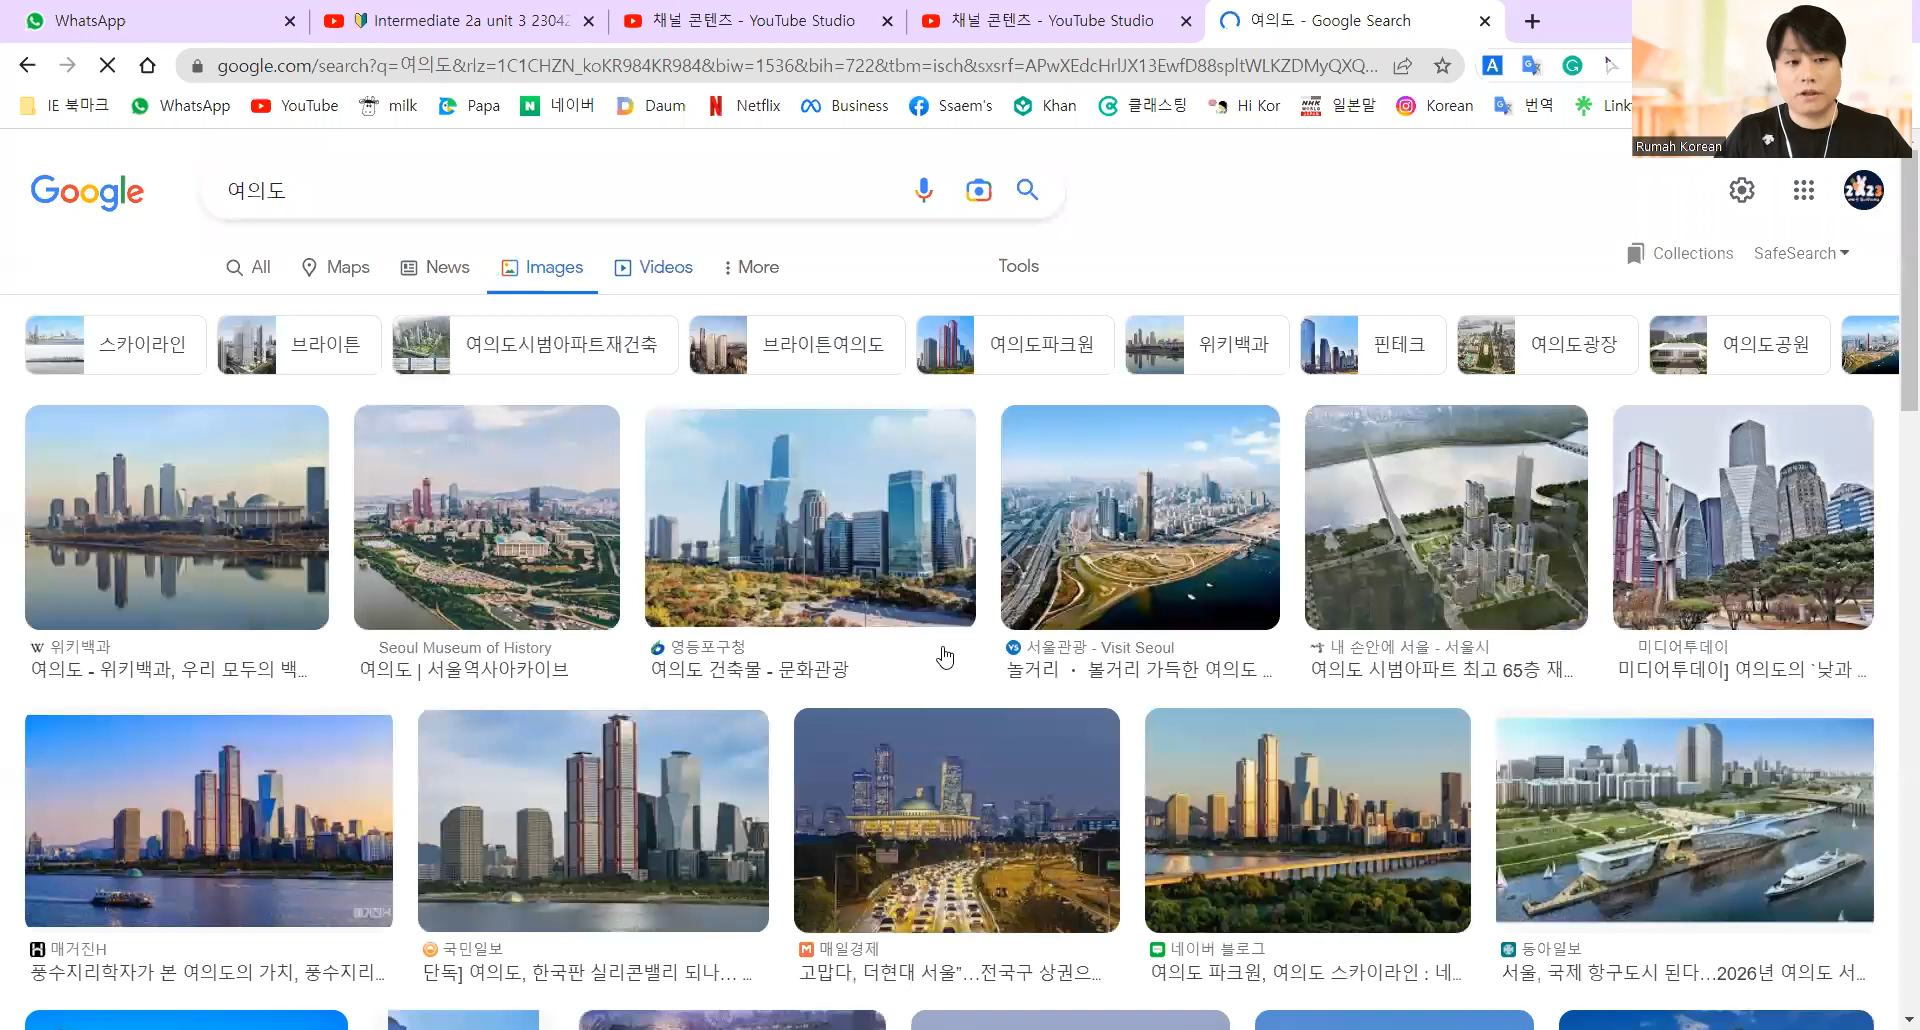 WhatsApp
Intermediate 2a unit 3 2304
채널 콘텐츠 - YouTube Studio
채널 콘텐츠 - YouTube Studio
여의도 - Google Search
google.com/search?q=여의도&rlz=1C1CHZN_koKR984KR984&biw=1536&bih=722&tbm=isch&sxsrf=APwXEdcHrIJX13EwfD88spltWLKZDMyQXQ...
IE 북마크
WhatsApp
YouTube
milk
Papa
네이버
Daum
Netflix
Business
Ssaem's
Khan
클래스팅
Hi Kor
일본말
Korean
번역
Link
Rumah Korean
Google
여의도
All
Maps
News
Images
Videos
More
Tools
Collections
SafeSearch
스카이라인
브라이튼
여의도시범아파트재건축
브라이튼여의도
여의도파크원
위키백과
핀테크
여의도광장
여의도공원
위키백과
여의도 - 위키백과, 우리 모두의 백...
Seoul Museum of History
여의도 | 서울역사아카이브
영등포구청
여의도 건축물 - 문화관광
서울관광 - Visit Seoul
놀거리 · 볼거리 가득한 여의도 ...
내 손안에 서울 - 서울시
여의도 시범아파트 최고 65층 재...
미디어투데이
미디어투데이] 여의도의 `낮과 ...
매거진H
매거진H
풍수지리학자가 본 여의도의 가치, 풍수지리...
국민일보
단독] 여의도, 한국판 실리콘밸리 되나… ...
매일경제
고맙다, 더현대 서울”…전국구 상권으...
네이버 블로그
여의도 파크원, 여의도 스카이라인 : 네...
동아일보
서울, 국제 항구도시 된다…2026년 여의도 서...